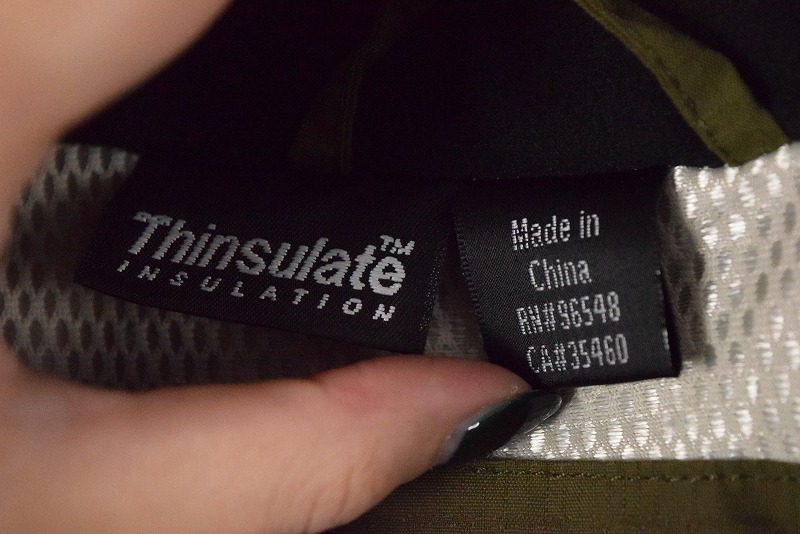 Thinsulate™
INSULATION
Made in
China
RN#96548
CA#35460